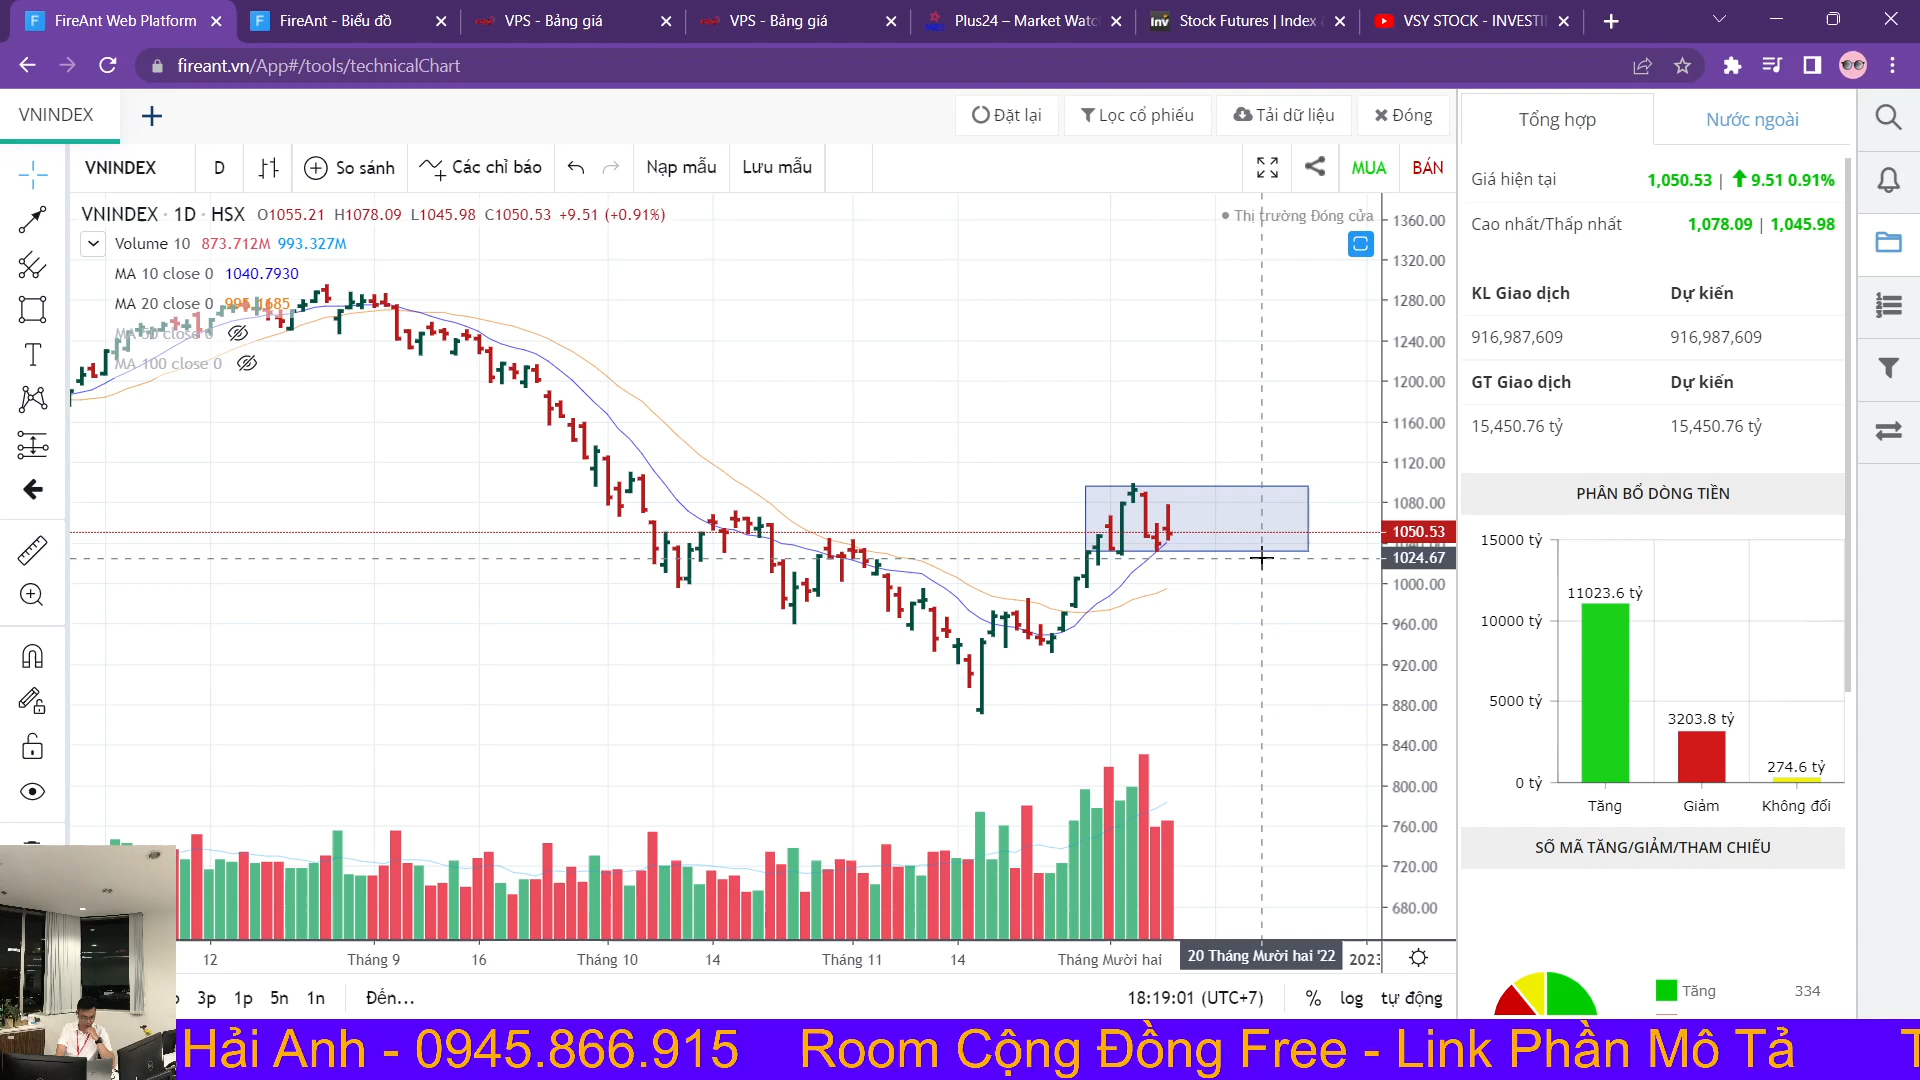 FireAnt Web Platform
FireAnt - Biểu đồ
VPS - Bảng giá
VPS - Bảng giá
Plus24 – Market Watc
Stock Futures | Index
VSY STOCK - INVESTI
fireant.vn/App#/tools/technicalChart
VNINDEX
Đặt lại
Lọc cổ phiếu
Tải dữ liệu
Đóng
VNINDEX
D
So sánh
Các chỉ báo
Nạp mẫu
Lưu mẫu
MUA
BÁN
VNINDEX · 1D · HSX O1055.21 H1078.09 L1045.98 C1050.53 +9.51 (+0.91%)
Thị trường Đóng cửa
Volume 10 873.712M 993.327M
MA 10 close 0 1040.7930
MA 20 close 0 995.1685
MA 50 close 0
MA 100 close 0
1360.00
1320.00
1280.00
1240.00
1200.00
1160.00
1120.00
1080.00
1050.53
1024.67
1000.00
960.00
920.00
880.00
840.00
800.00
760.00
720.00
680.00
12
Tháng 9
16
Tháng 10
14
Tháng 11
14
Tháng Mười hai
20 Tháng Mười hai '22
2023
3p 1p 5n 1n
Đến...
18:19:01 (UTC+7)
% log tự động
Tổng hợp
Nước ngoài
Giá hiện tại 1,050.53 | 9.51 0.91%
Cao nhất/Thấp nhất 1,078.09 | 1,045.98
KL Giao dịch Dự kiến
916,987,609 916,987,609
GT Giao dịch Dự kiến
15,450.76 tỷ 15,450.76 tỷ
PHÂN BỔ DÒNG TIỀN
15000 tỷ
10000 tỷ
5000 tỷ
0 tỷ
11023.6 tỷ
3203.8 tỷ
274.6 tỷ
Tăng Giảm Không đổi
SỐ MÃ TĂNG/GIẢM/THAM CHIẾU
Tăng 334
Hải Anh - 0945.866.915 Room Cộng Đồng Free - Link Phần Mô Tả T